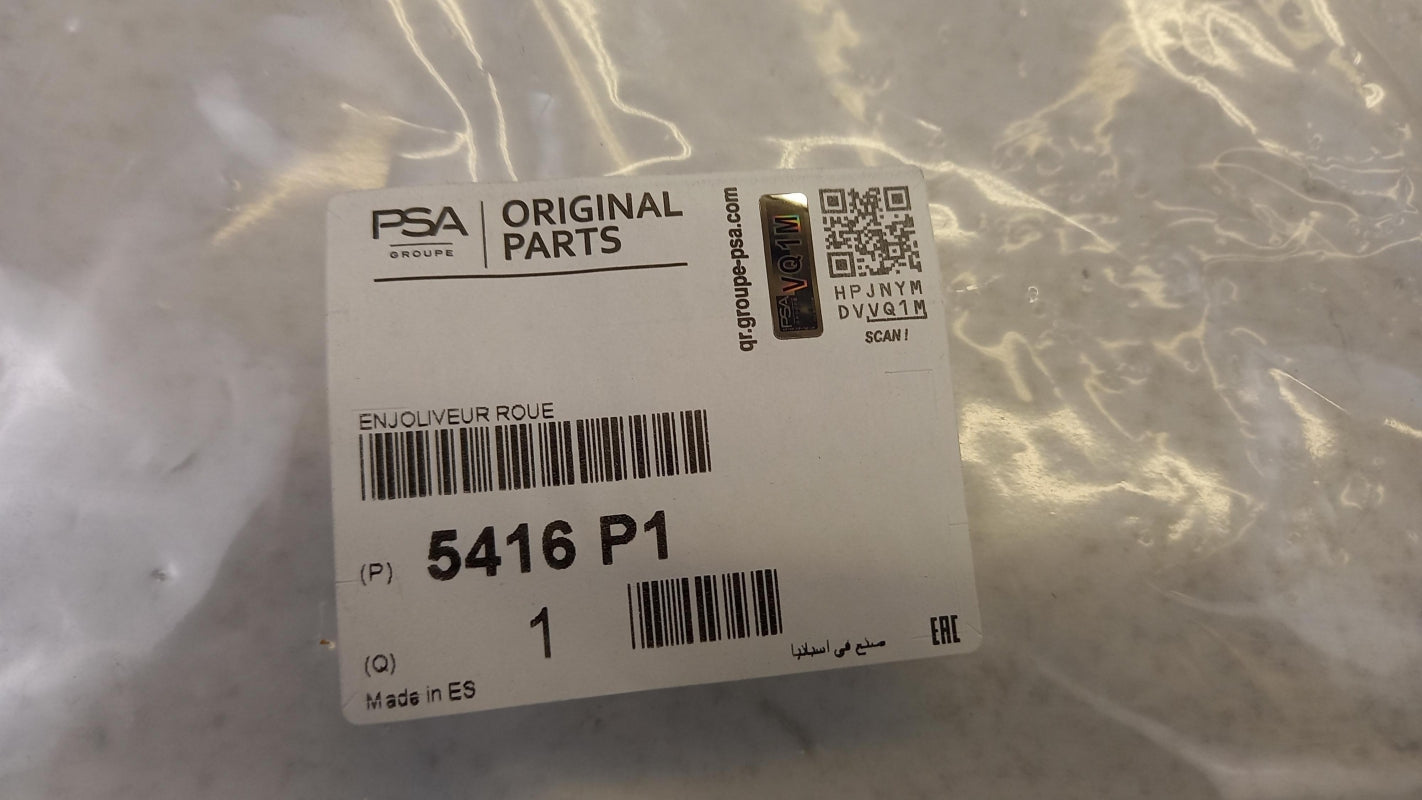 PSA
GROUPE
ORIGINAL
PARTS
qr.groupe-psa.com
PSA
VQ1M
HPJNYM
DVVQ1M
SCAN!
ENJOLIVEUR ROUE
(P) 5416 P1
(Q) 1
Made in ES
صنع في اسبانيا
EAC